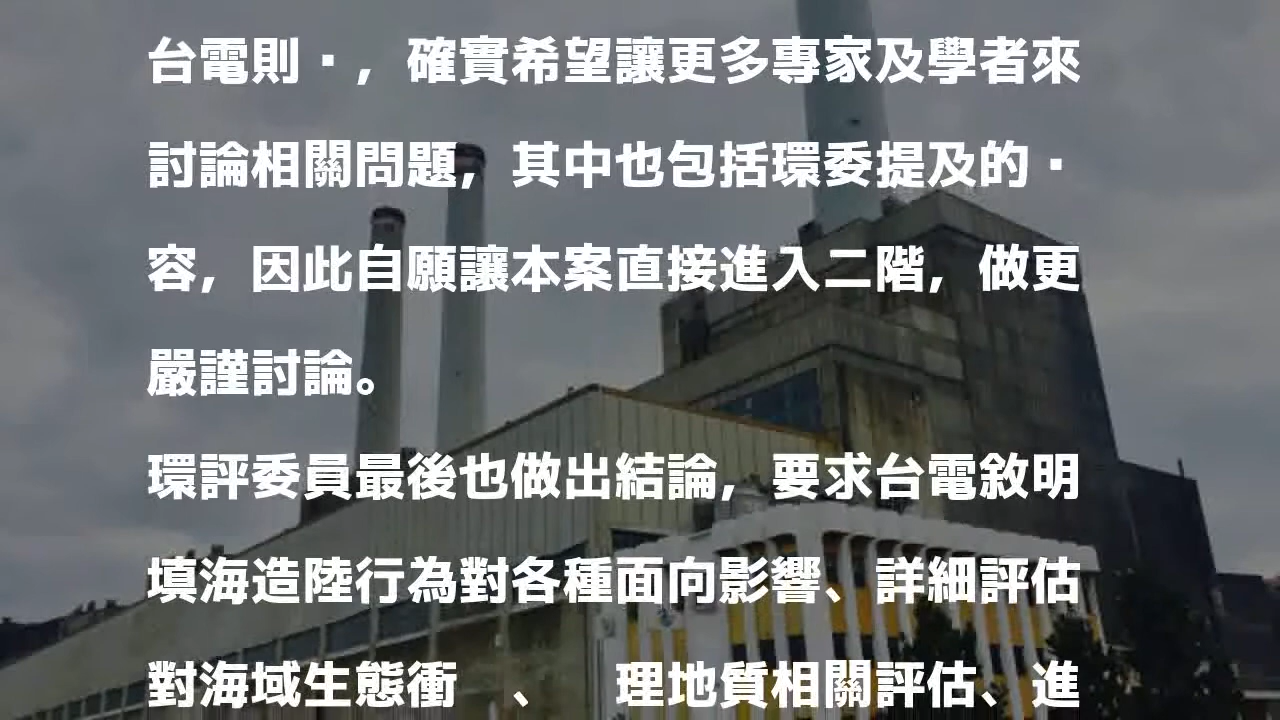 台電則·，確實希望讓更多專家及學者來
討論相關問題，其中也包括環委提及的·
容，因此自願讓本案直接進入二階，做更
嚴謹討論。
環評委員最後也做出結論，要求台電敘明
填海造陸行為對各種面向影響、詳細評估
對海域生態衝　、　理地質相關評估、進